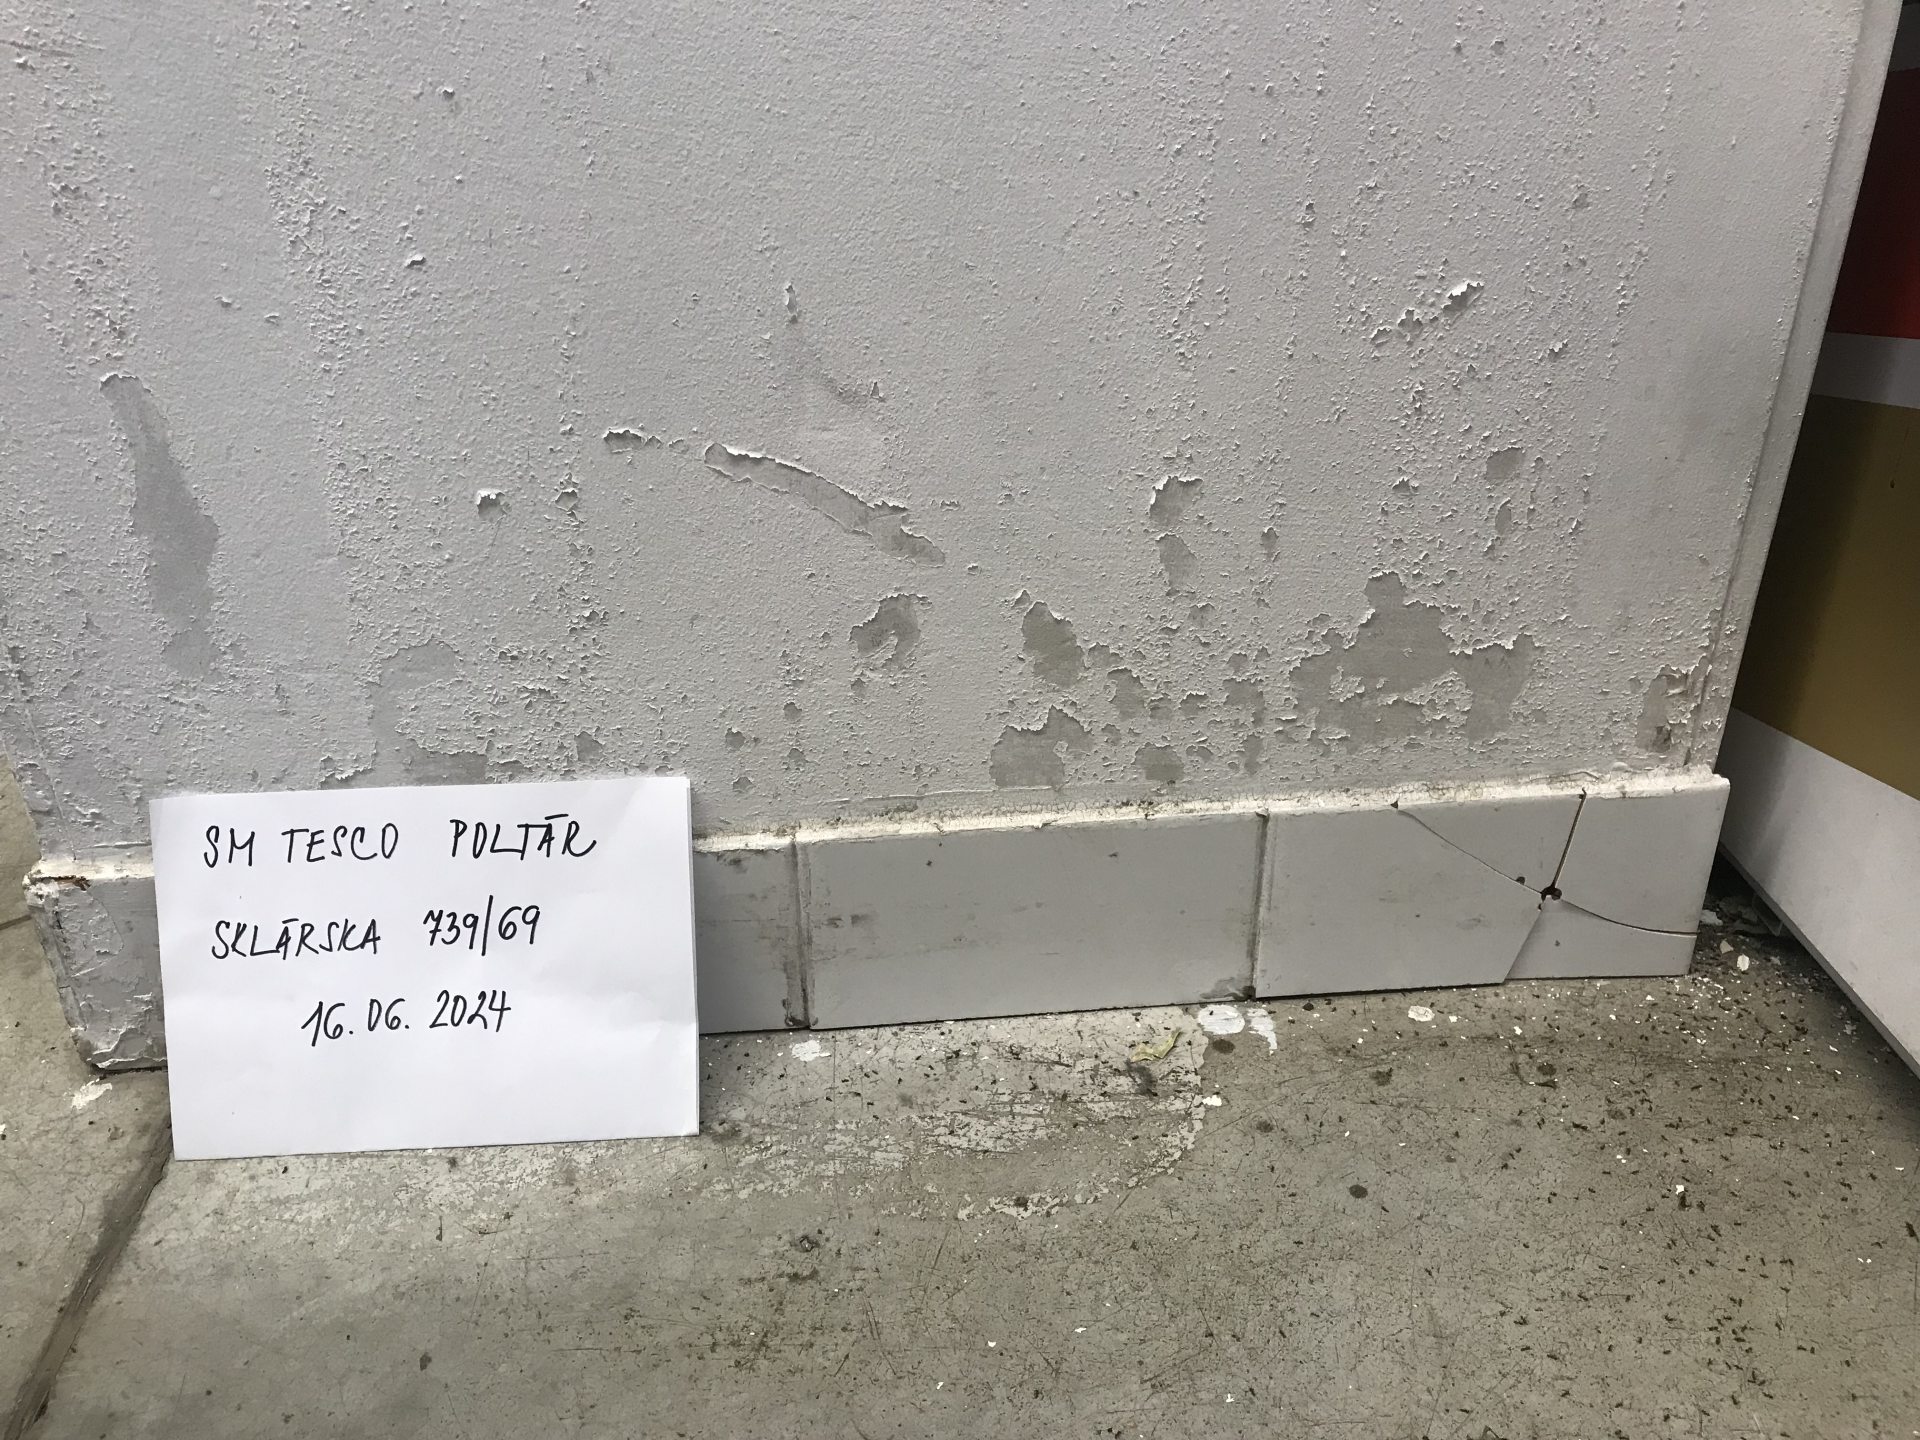 SM TESCO POLTÁR
SKLÁRSKA 739/69
16.06.2024